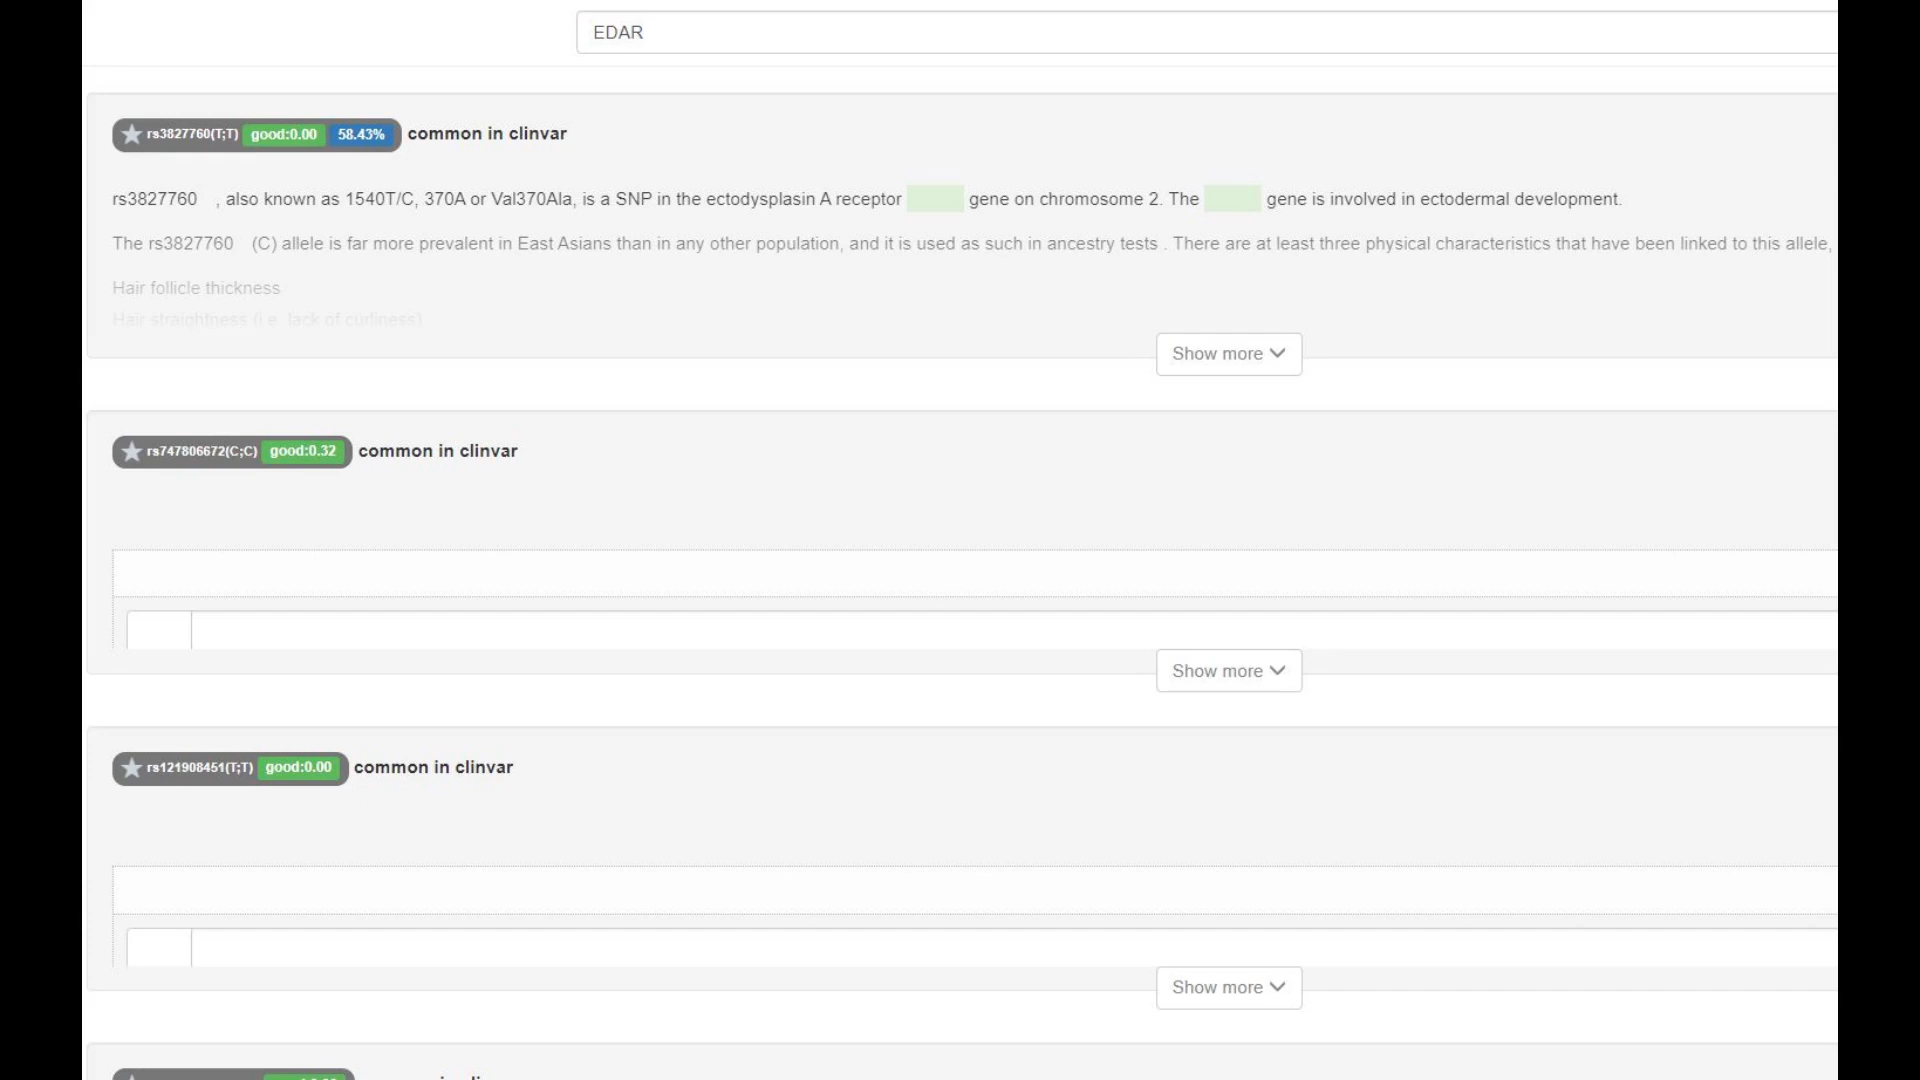 EDAR
rs3827760(T;T) good:0.00 58.43% common in clinvar
rs3827760 , also known as 1540T/C, 370A or Val370Ala, is a SNP in the ectodysplasin A receptor gene on chromosome 2. The gene is involved in ectodermal development.
The rs3827760 (C) allele is far more prevalent in East Asians than in any other population, and it is used as such in ancestry tests . There are at least three physical characteristics that have been linked to this allele,
Hair follicle thickness
Hair straightness (i.e. lack of curliness)
Show more
rs747806672(C;C) good:0.32 common in clinvar
Show more
rs121908451(T;T) good:0.00 common in clinvar
Show more